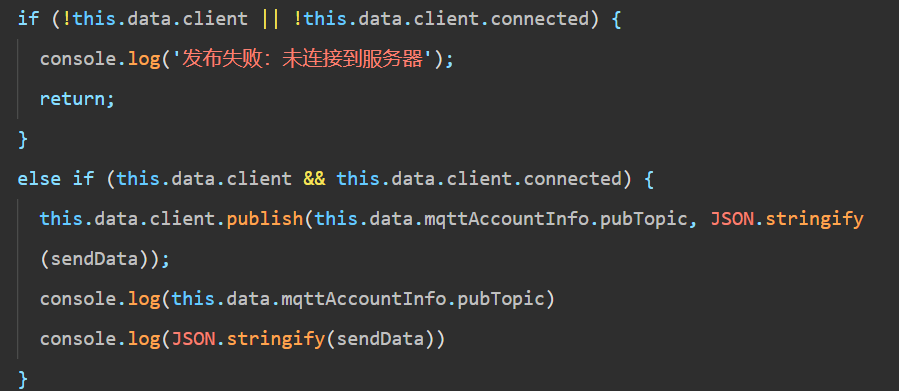 if (!this.data.client || !this.data.client.connected) {
console.log('发布失败：未连接到服务器');
return;
}
else if (this.data.client && this.data.client.connected) {
this.data.client.publish(this.data.mqttAccountInfo.pubTopic, JSON.stringify
(sendData));
console.log(this.data.mqttAccountInfo.pubTopic)
console.log(JSON.stringify(sendData))
}